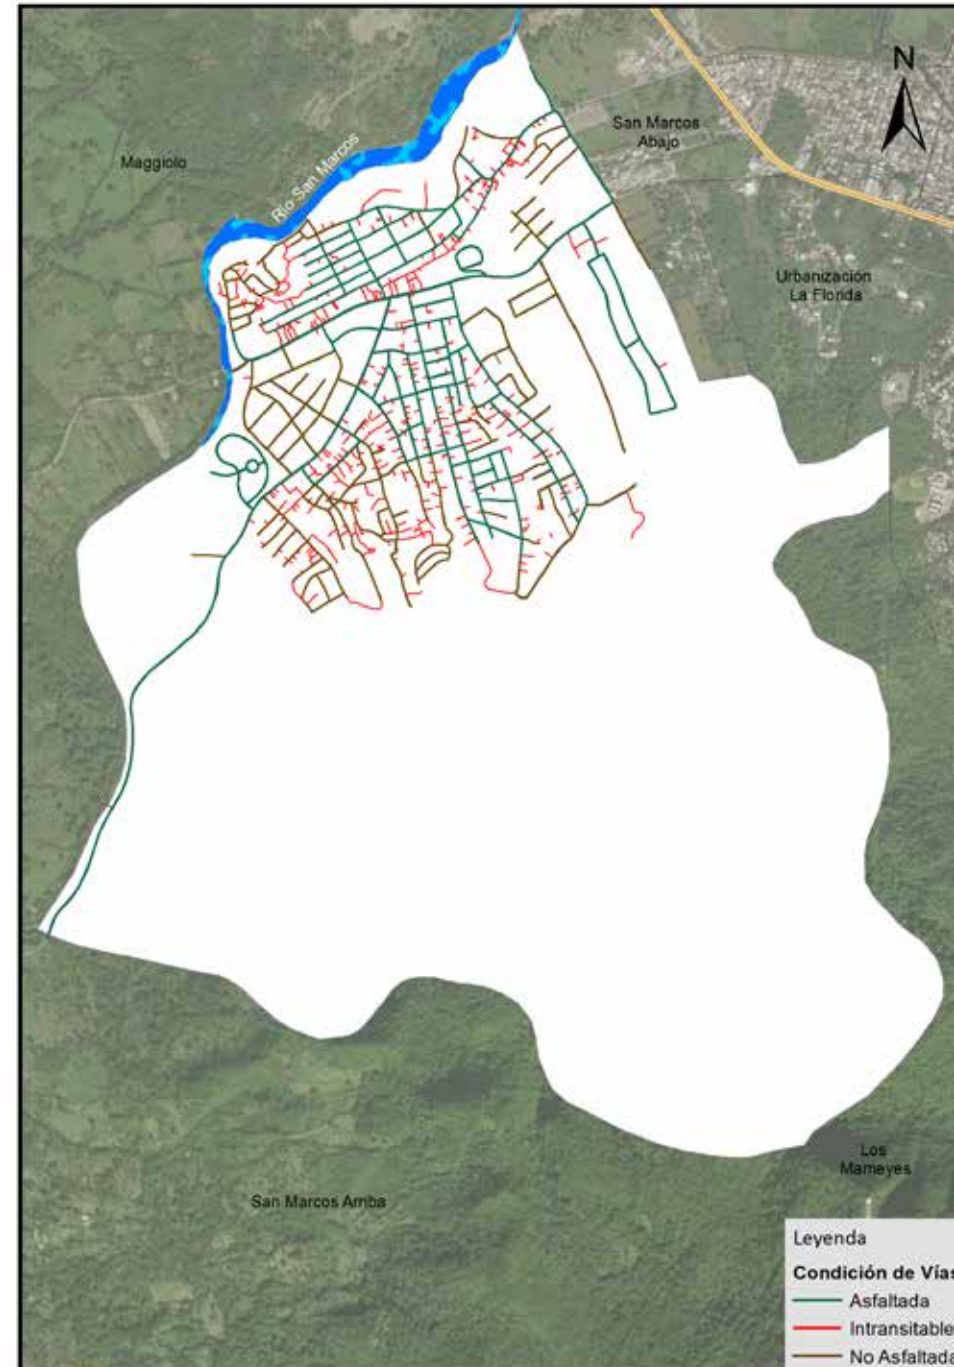 N
San Marcos
Abajo
Maggiolo
Río San Marcos
Urbanización
La Florida
Los
Mameyes
San Marcos Arriba
Leyenda
Condición de Vías
Asfaltada
Intransitable
No Asfaltada